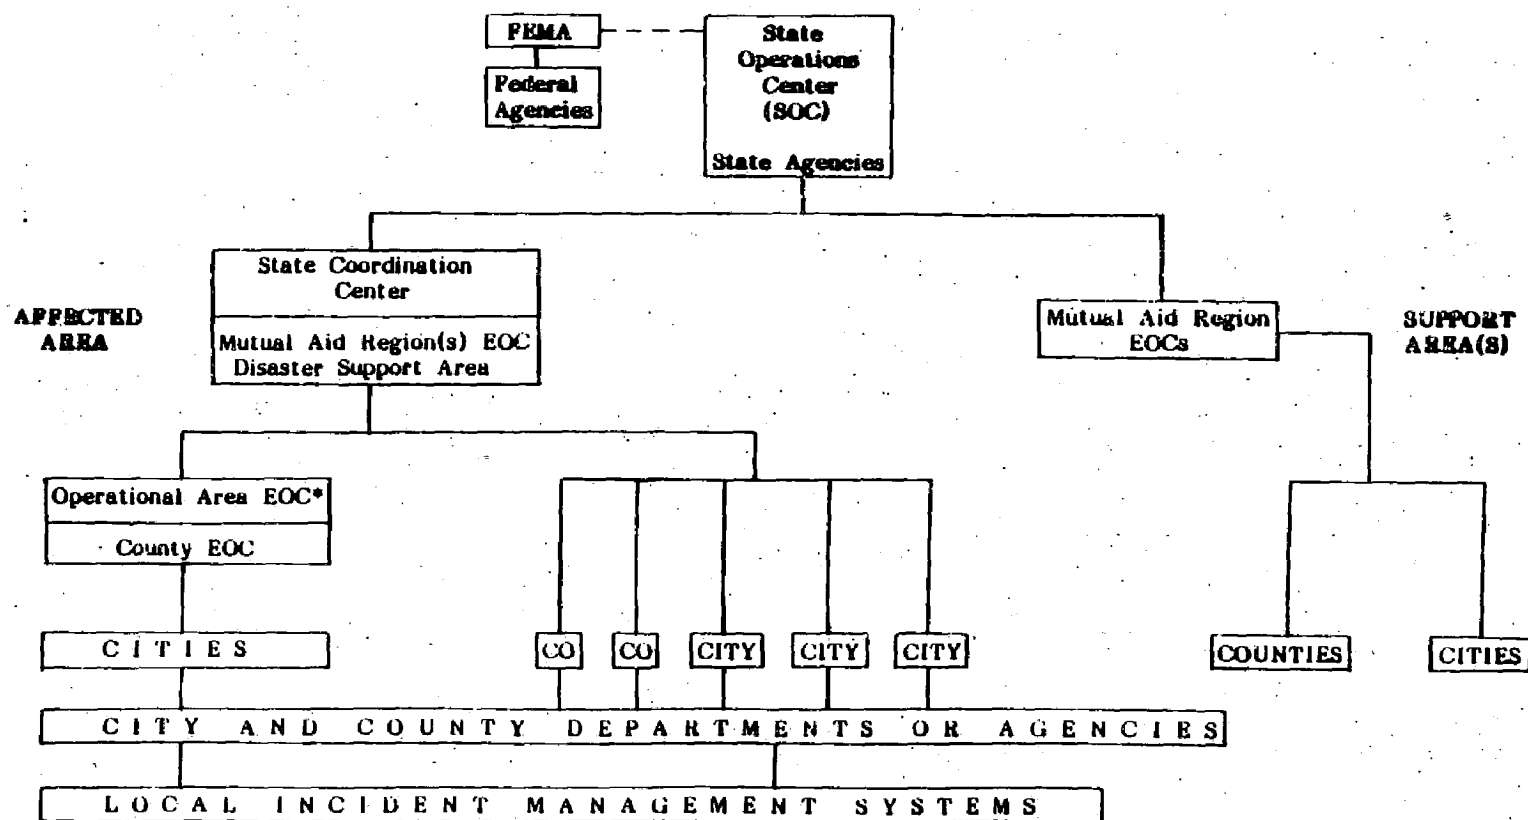 FEMA
Federal
Agencies
State
Operations
Center
(SOC)
State Agencies
AFFECTED
AREA
State Coordination
Center
Mutual Aid Region(s) EOC
Disaster Support Area
Mutual Aid Region
EOCs
SUPPORT
AREA(S)
Operational Area EOC*
County EOC
CITIES
CO
CO
CITY
CITY
CITY
COUNTIES
CITIES
CITY AND COUNTY DEPARTMENTS OR AGENCIES
LOCAL INCIDENT MANAGEMENT SYSTEMS